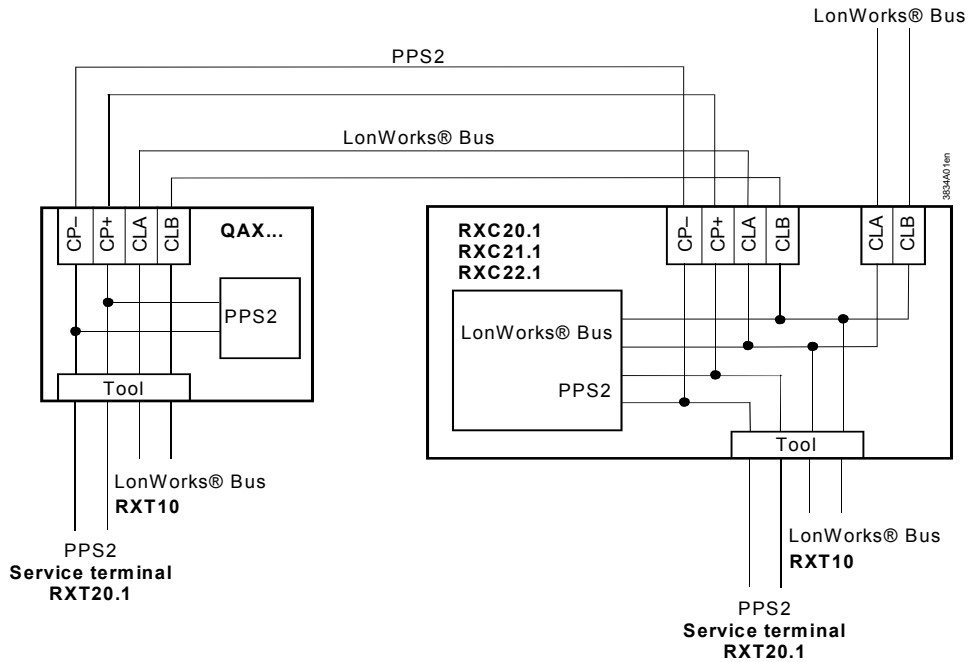 LonWorks® Bus
PPS2
LonWorks® Bus
3834A01en
CP–
CP+
CLA
CLB
QAX...
PPS2
Tool
LonWorks® Bus
RXT10
PPS2
Service terminal
RXT20.1
RXC20.1
RXC21.1
RXC22.1
CP–
CP+
CLA
CLB
CLA
CLB
LonWorks® Bus
PPS2
Tool
LonWorks® Bus
RXT10
PPS2
Service terminal
RXT20.1